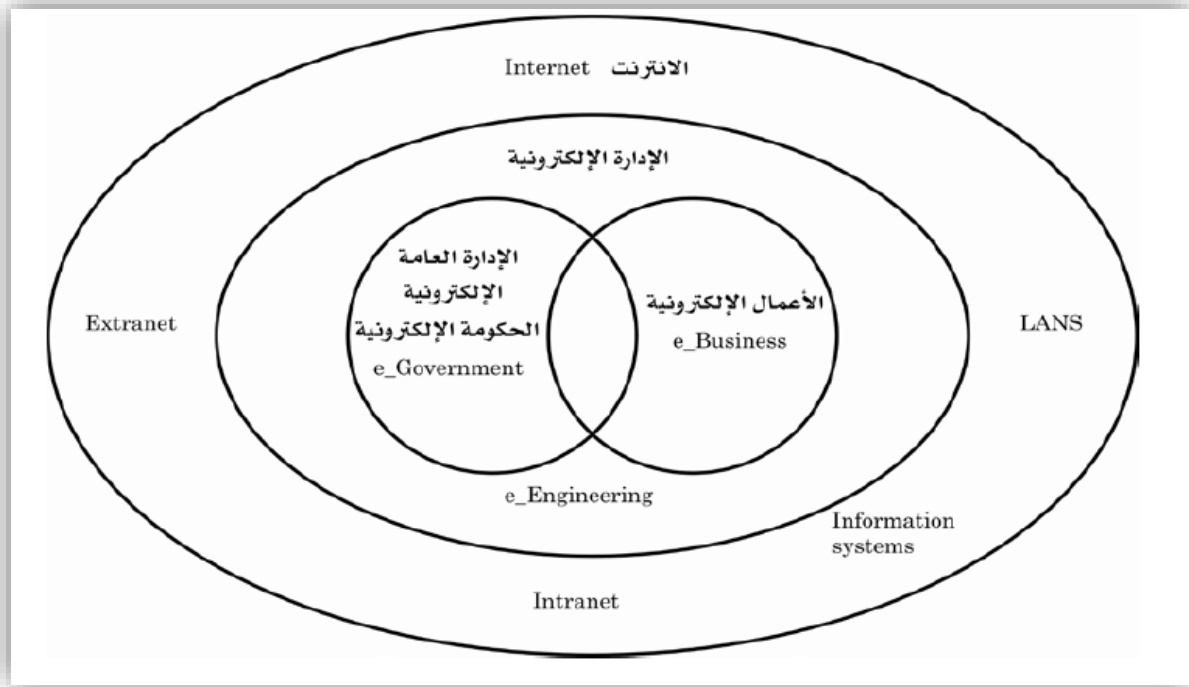 Internet الانترنت
الإدارة الإلكترونية
الإدارة العامة
الإلكترونية
الحكومة الإلكترونية
e_Government
الأعمال الإلكترونية
e_Business
Extranet
LANS
e_Engineering
Information
systems
Intranet